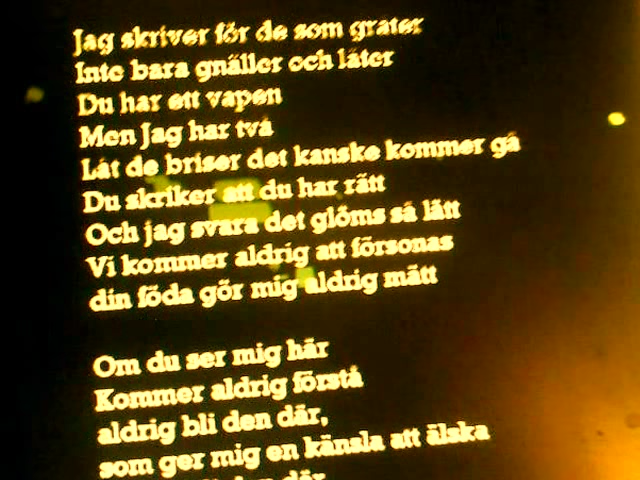 Jag skriver för de som grater
Inte bara gnäller och låter
Du har ett vapen
Men Jag har två
Låt de briser det kanske kommer gå
Du skriker att du har rätt
Och jag svara det glöms så lätt
Vi kommer aldrig att försonas
din föda gör mig aldrig mätt
Om du ser mig här
Kommer aldrig förstå
aldrig bli den där,
som ger mig en känsla att älska
den där